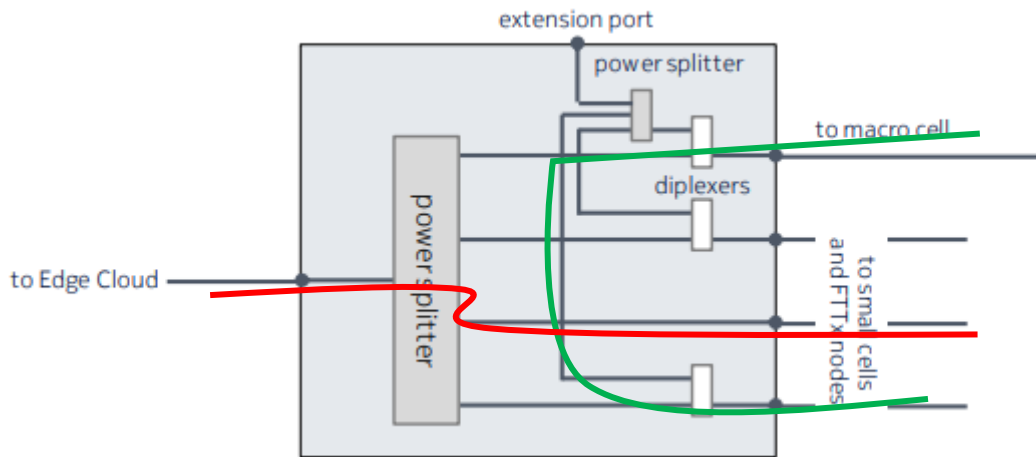 extension port
power splitter
to macro cell
diplexers
power splitter
to Edge Cloud
to small cells
and FTTx nodes